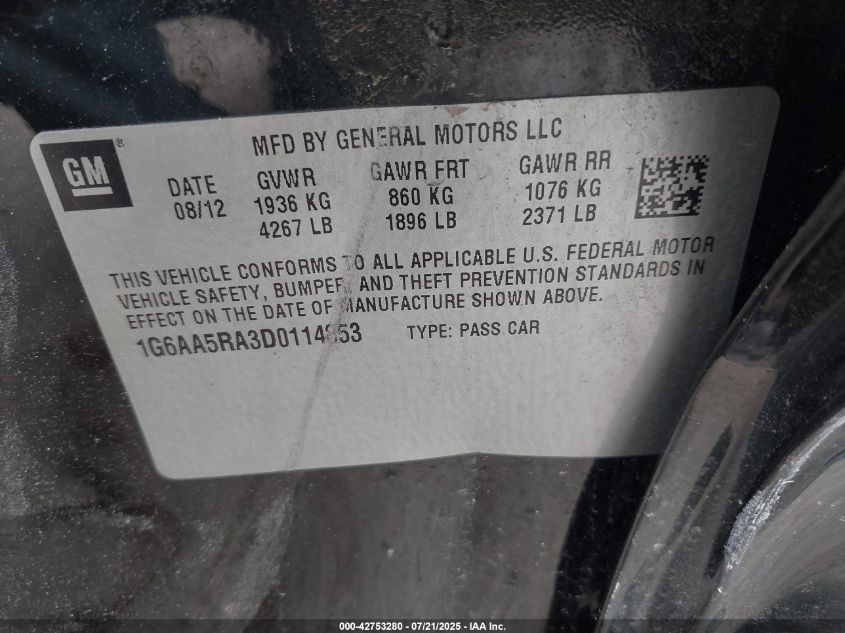 GM®
MFD BY GENERAL MOTORS LLC
DATE GVWR GAWR FRT GAWR RR
08/12 1936 KG 860 KG 1076 KG
4267 LB 1896 LB 2371 LB
THIS VEHICLE CONFORMS TO ALL APPLICABLE U.S. FEDERAL MOTOR
VEHICLE SAFETY, BUMPER, AND THEFT PREVENTION STANDARDS IN
EFFECT ON THE DATE OF MANUFACTURE SHOWN ABOVE.
1G6AA5RA3D0114853 TYPE: PASS CAR
000-42753280 - 07/21/2025 - IAA Inc.